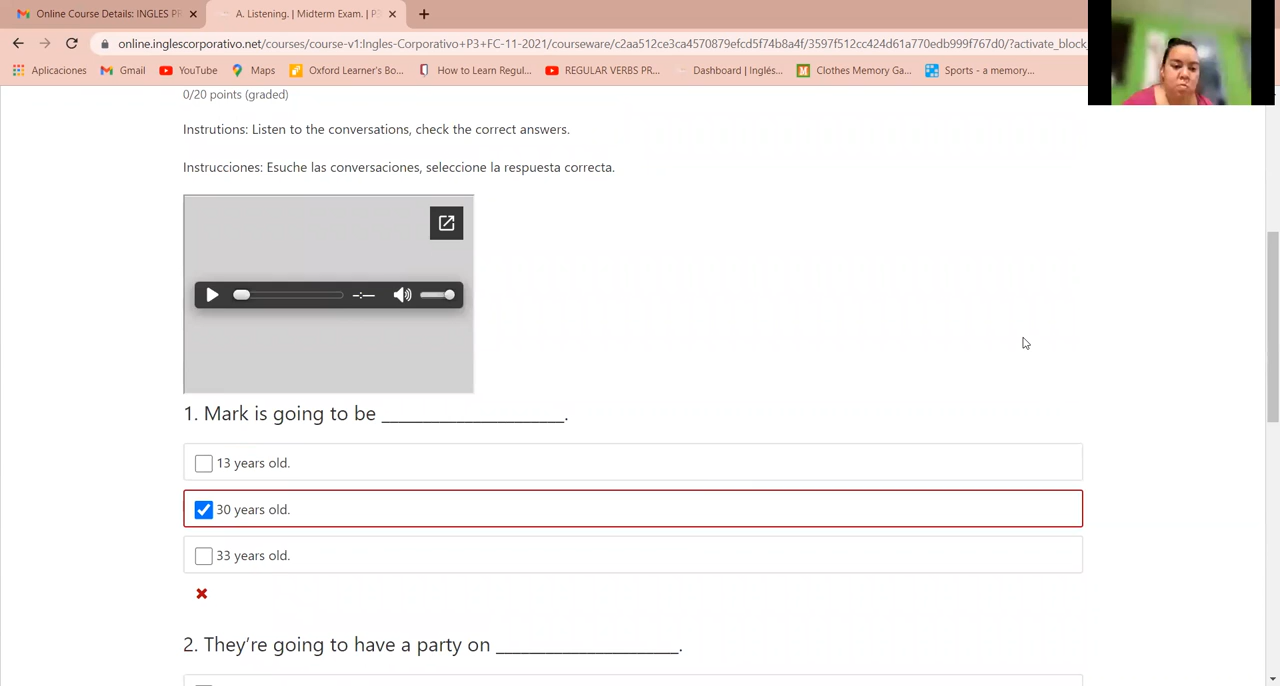 Online Course Details: INGLES PR
A. Listening. | Midterm Exam. | P3
online.inglescorporativo.net/courses/course-v1:Ingles-Corporativo+P3+FC-11-2021/courseware/c2aa512ce3ca4570879efcd5f74b8a4f/3597f512cc424d61a770edb999f767d0/?activate_block_
Aplicaciones Gmail YouTube Maps Oxford Learner's Bo... How to Learn Regul... REGULAR VERBS PR... Dashboard | Inglés... Clothes Memory Ga... Sports - a memory...
0/20 points (graded)
Instrutions: Listen to the conversations, check the correct answers.
Instrucciones: Esuche las conversaciones, seleccione la respuesta correcta.
-:--
1. Mark is going to be ____________________.
13 years old.
30 years old.
33 years old.
2. They're going to have a party on ____________________.